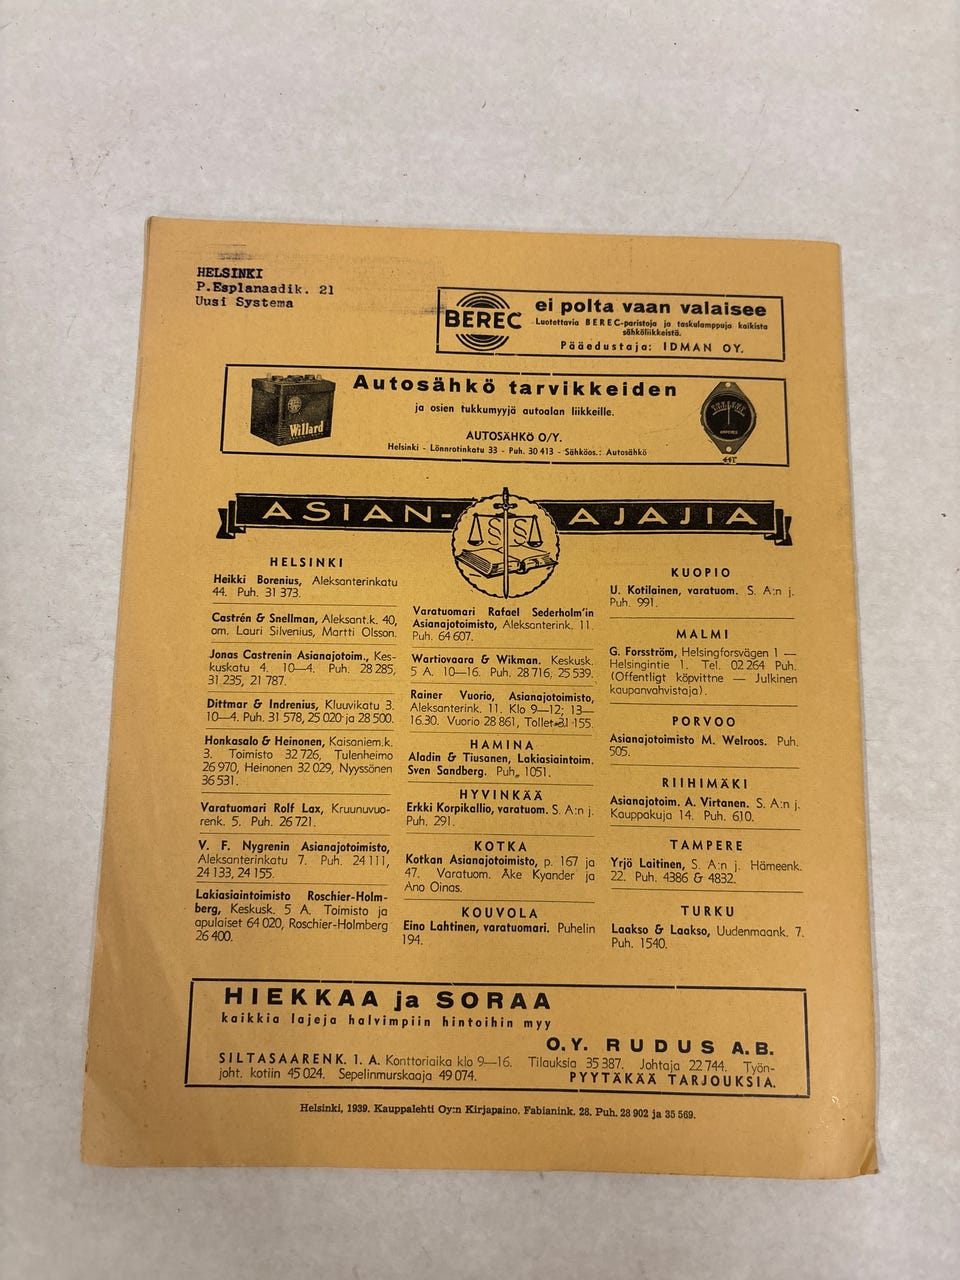 HELSINKI
P.Esplanaadik. 21
Uusi Systema
BEREC
ei polta vaan valaisee
Luotettavia BEREC-paristoja ja taskulamppuja kaikista
sähköliikkeistä.
Pääedustaja: IDMAN OY.
Willard
Autosähkö tarvikkeiden
ja osien tukkumyyjä autoalan liikkeille.
AUTOSÄHKÖ O/Y.
Helsinki - Lönnrotinkatu 33 - Puh. 30 413 - Sähköos.: Autosähkö
AMPERES
ASIAN-AJAJIA
HELSINKI
Heikki Borenius, Aleksanterinkatu
44. Puh. 31 373.
Castrén & Snellman, Aleksant.k. 40,
om. Lauri Silvenius, Martti Olsson.
Jonas Castrenin Asianajotoim., Kes-
kuskatu 4. 10—4. Puh. 28 285,
31 235, 21 787.
Dittmar & Indrenius, Kluuvikatu 3.
10—4. Puh. 31 578, 25 020 ja 28 500.
Honkasalo & Heinonen, Kaisaniem.k.
3. Toimisto 32 726, Tulenheimo
26 970, Heinonen 32 029, Nyyssönen
36 531.
Varatuomari Rolf Lax, Kruunuvuo-
renk. 5. Puh. 26 721.
V. F. Nygrenin Asianajotoimisto,
Aleksanterinkatu 7. Puh. 24 111,
24 133, 24 155.
Lakiasiaintoimisto Roschier-Holm-
berg, Keskusk. 5 A. Toimisto ja
apulaiset 64 020, Roschier-Holmberg
26 400.
Varatuomari Rafael Sederholm'in
Asianajotoimisto, Aleksanterink. 11.
Puh. 64 607.
Wartiovaara & Wikman. Keskusk.
5 A. 10—16. Puh. 28 716, 25 539.
Rainer Vuorio, Asianajotoimisto,
Aleksanterink. 11. Klo 9—12; 13—
16.30. Vuorio 28 861, Tollet 31 155.
HAMINA
Aladin & Tiusanen, Lakiasiaintoim.
Sven Sandberg. Puh. 1051.
HYVINKÄÄ
Erkki Korpikallio, varatuom. S. A:n j.
Puh. 291.
KOTKA
Kotkan Asianajotoimisto, p. 167 ja
47. Varatuom. Åke Kyander ja
Ano Oinas.
KOUVOLA
Eino Lahtinen, varatuomari. Puhelin
194.
KUOPIO
U. Kotilainen, varatuom. S. A:n j.
Puh. 991.
MALMI
G. Forsström, Helsingforsvägen 1 —
Helsingintie 1. Tel. 02 264 Puh.
(Offentligt köpvittne — Julkinen
kaupanvahvistaja).
PORVOO
Asianajotoimisto M. Welroos. Puh.
505.
RIIHIMÄKI
Asianajotoim. A. Virtanen. S. A:n j.
Kauppakuja 14. Puh. 610.
TAMPERE
Yrjö Laitinen, S. A:n j. Hämeenk.
22. Puh. 4386 & 4832.
TURKU
Laakso & Laakso, Uudenmaank. 7.
Puh. 1540.
HIEKKAA ja SORAA
kaikkia lajeja halvimpiin hintoihin myy
O.Y. RUDUS A.B.
SILTASAARENK. 1. A. Konttoriaika klo 9—16. Tilauksia 35 387. Johtaja 22 744. Työn-
joht. kotiin 45 024. Sepelinmurskaaja 49 074. PYYTÄKÄÄ TARJOUKSIA.
Helsinki, 1939. Kauppalehti Oy:n Kirjapaino. Fabianink. 28. Puh. 28 902 ja 35 569.